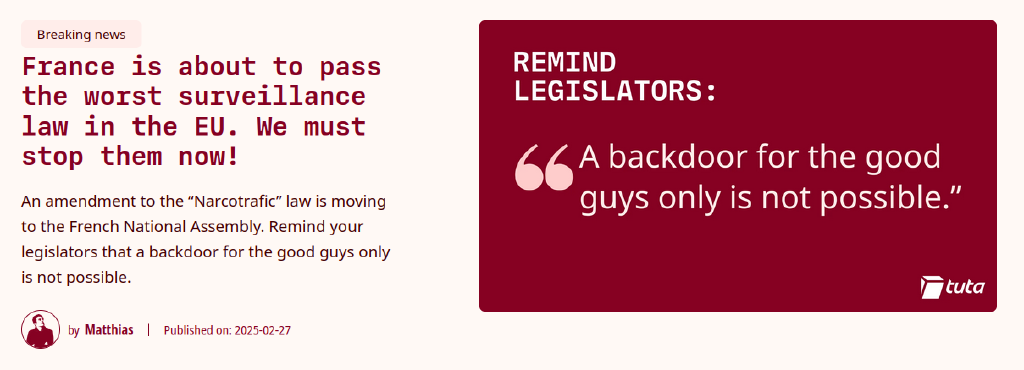 Breaking news
France is about to pass
the worst surveillance
law in the EU. We must
stop them now!
An amendment to the “Narcotrafic” law is moving
to the French National Assembly. Remind your
legislators that a backdoor for the good guys only
is not possible.
by Matthias | Published on: 2025-02-27
REMIND
LEGISLATORS:
“A backdoor for the good
guys only is not possible.”
tuta